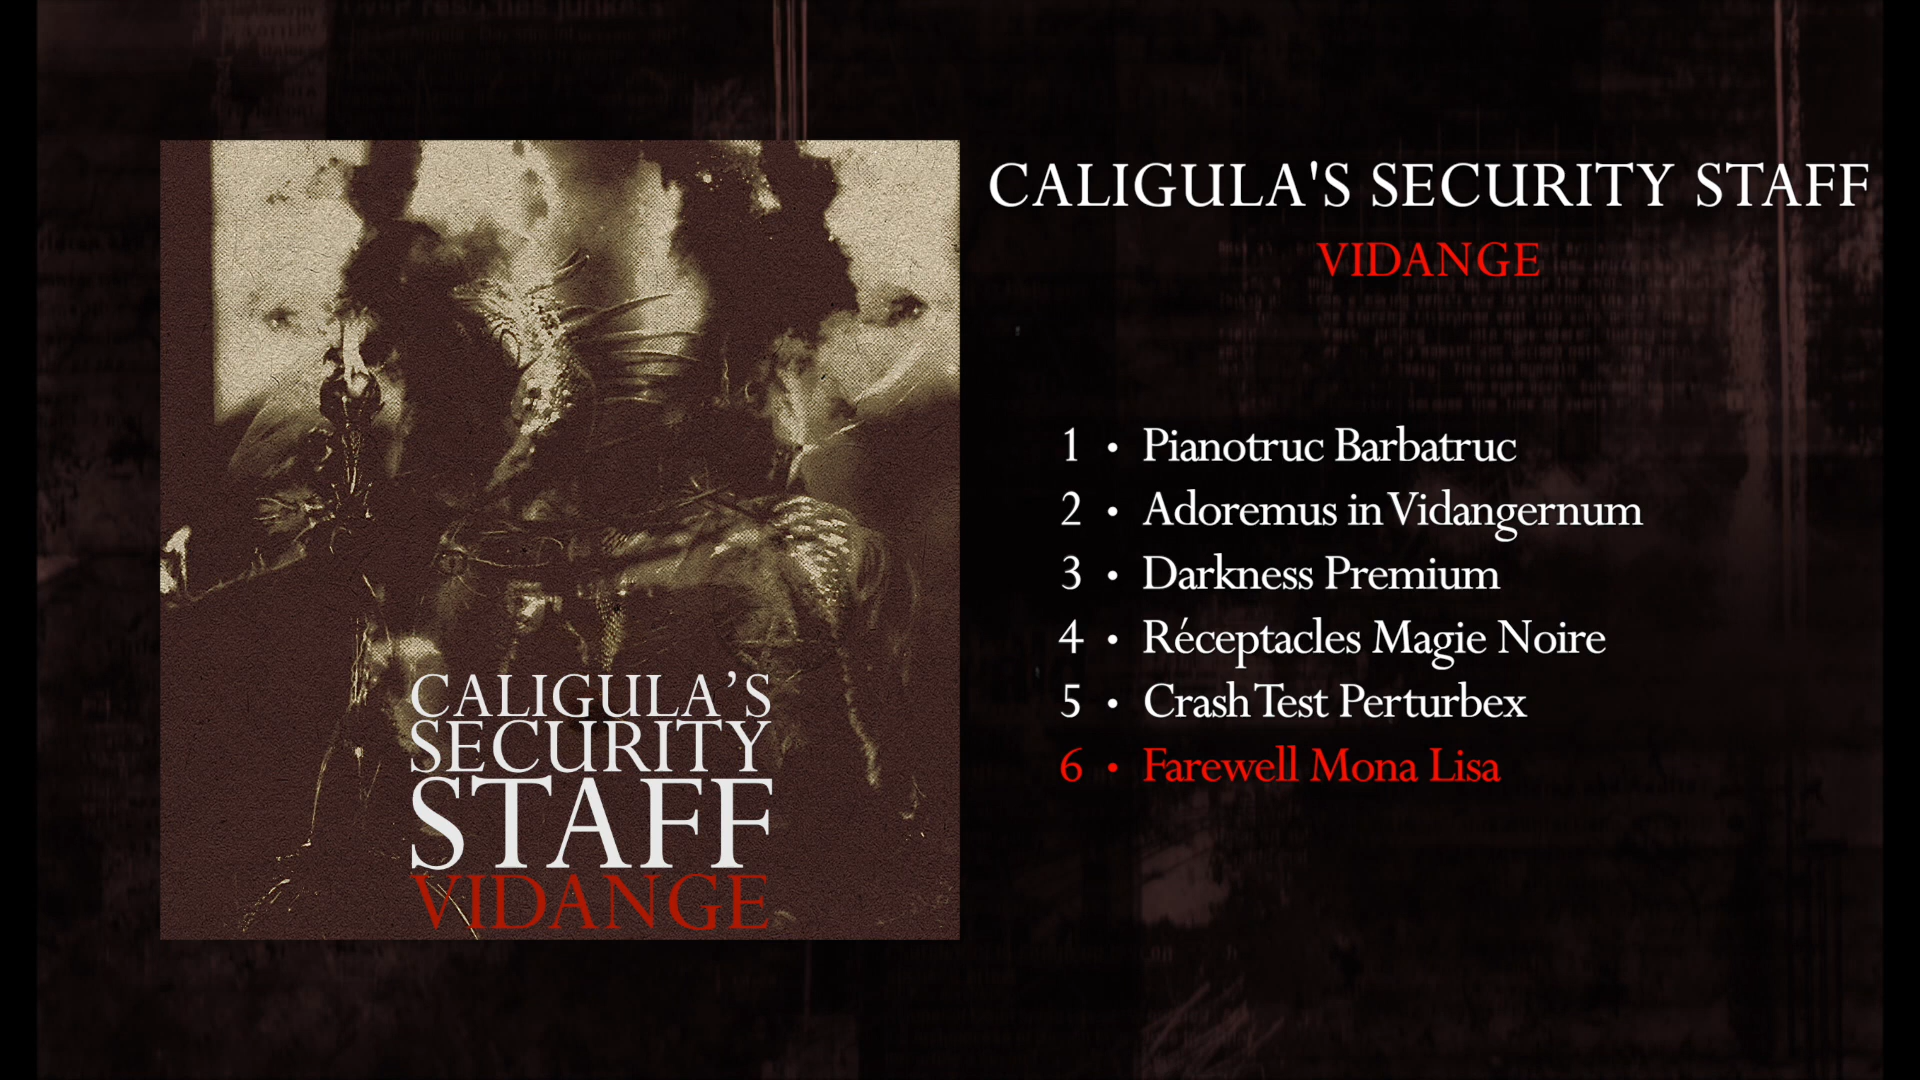 CALIGULA'S SECURITY STAFF
VIDANGE
1 • Pianotruc Barbatruc
2 • Adoremus in Vidangernum
3 • Darkness Premium
4 • Réceptacles Magie Noire
5 • Crash Test Perturbex
6 • Farewell Mona Lisa
CALIGULA’S
SECURITY
STAFF
VIDANGE